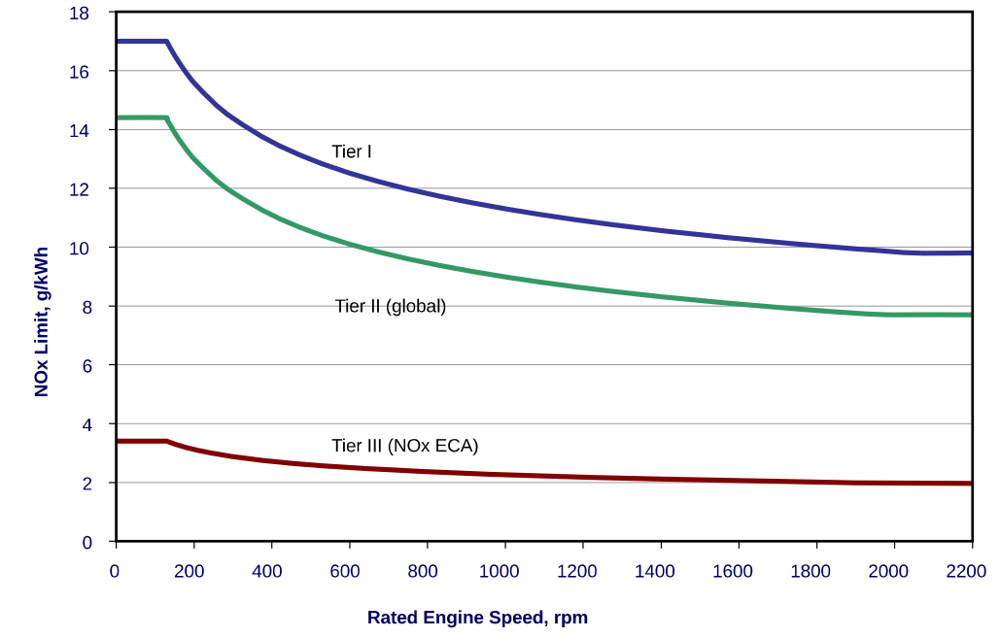 18
16
14
12
10
8
6
4
2
0
NOx Limit, g/kWh
Tier I
Tier II (global)
Tier III (NOx ECA)
0 200 400 600 800 1000 1200 1400 1600 1800 2000 2200
Rated Engine Speed, rpm